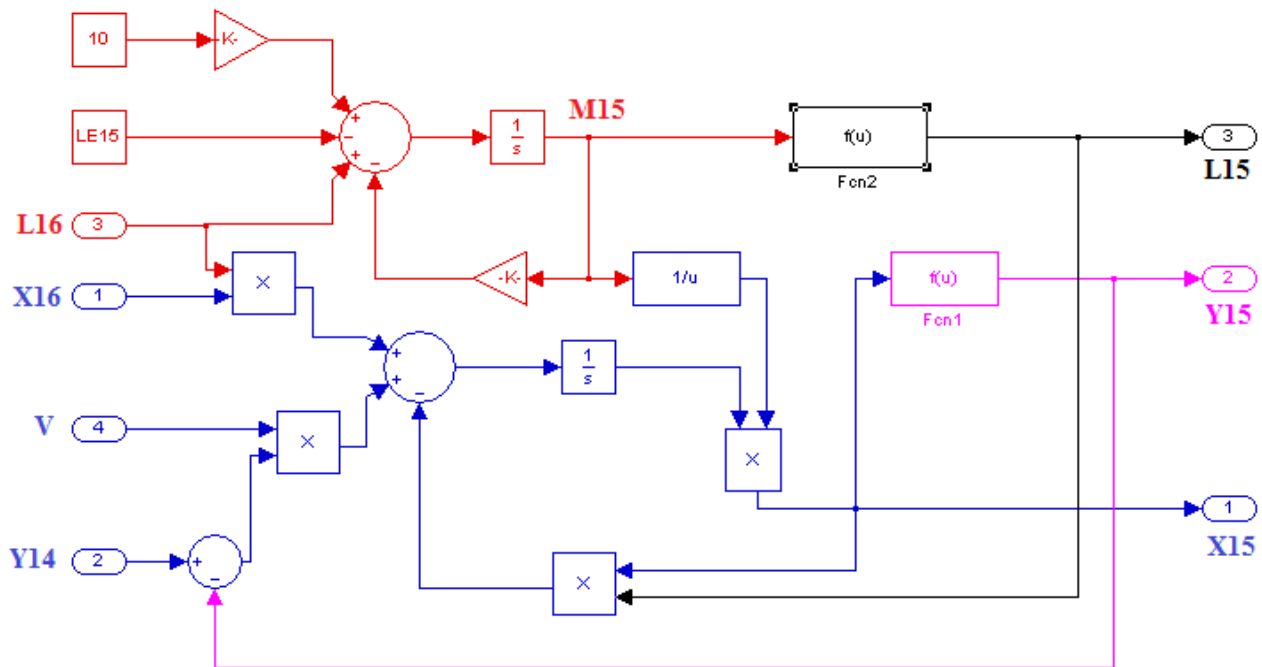 10
-K-
M15
+
LE15
-
1
s
f(u)
3
L15
+
-
Fcn2
L16
3
X16
1
×
-K-
1/u
f(u)
2
Y15
Fcn1
+
+
-
1
s
V
4
×
×
1
X15
Y14
2
+
-
×